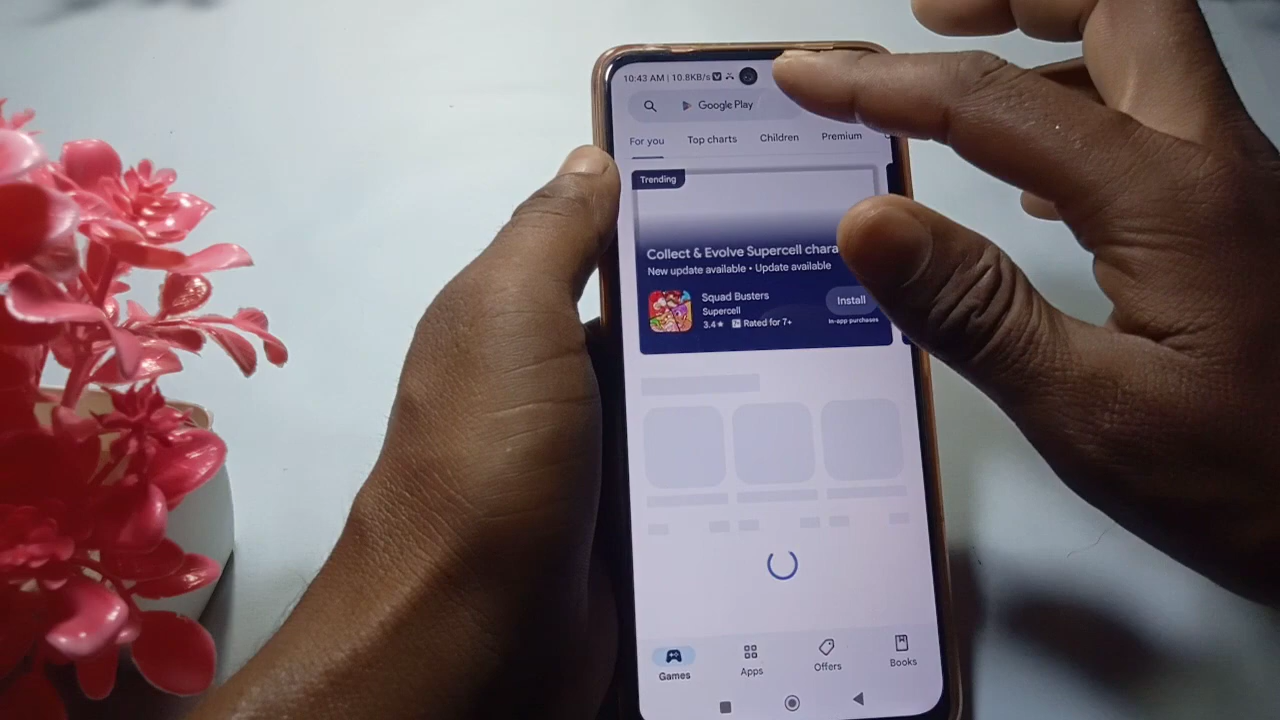 10:43 AM | 10.8KB/s
Google Play
For you Top charts Children Premium
Trending
Collect & Evolve Supercell chara
New update available • Update available
Squad Busters
Supercell
3.4★ 7+ Rated for 7+
Install
In-app purchases
Games Apps Offers Books